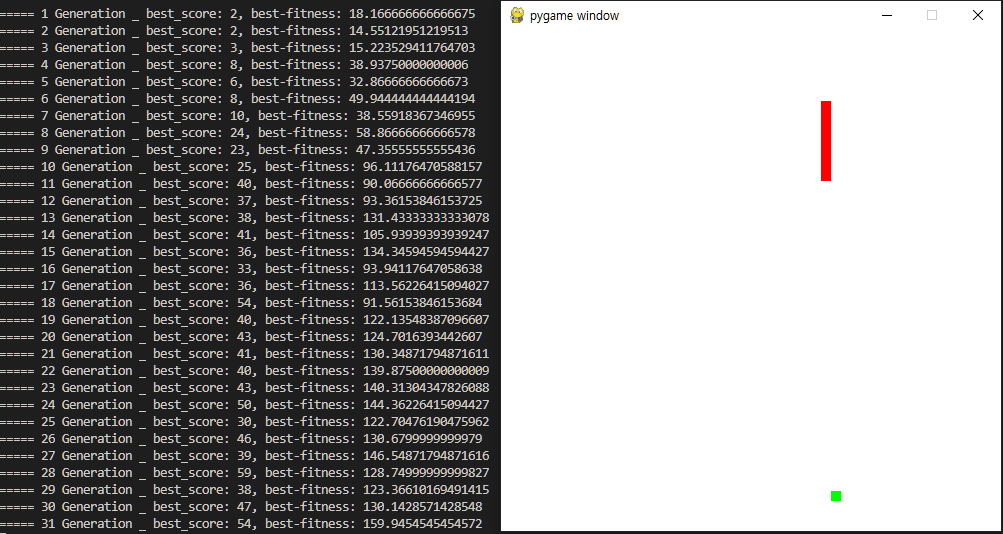 ===== 1 Generation _ best_score: 2, best-fitness: 18.166666666666675
===== 2 Generation _ best_score: 2, best-fitness: 14.55121951219513
===== 3 Generation _ best_score: 3, best-fitness: 15.223529411764703
===== 4 Generation _ best_score: 8, best-fitness: 38.93750000000006
===== 5 Generation _ best_score: 6, best-fitness: 32.86666666666673
===== 6 Generation _ best_score: 8, best-fitness: 49.944444444444194
===== 7 Generation _ best_score: 10, best-fitness: 38.55918367346955
===== 8 Generation _ best_score: 24, best-fitness: 58.86666666666578
===== 9 Generation _ best_score: 23, best-fitness: 47.35555555555436
===== 10 Generation _ best_score: 25, best-fitness: 96.11176470588157
===== 11 Generation _ best_score: 40, best-fitness: 90.06666666666577
===== 12 Generation _ best_score: 37, best-fitness: 93.36153846153725
===== 13 Generation _ best_score: 38, best-fitness: 131.43333333333078
===== 14 Generation _ best_score: 41, best-fitness: 105.93939393939247
===== 15 Generation _ best_score: 36, best-fitness: 134.34594594594427
===== 16 Generation _ best_score: 33, best-fitness: 93.94117647058638
===== 17 Generation _ best_score: 36, best-fitness: 113.56226415094027
===== 18 Generation _ best_score: 54, best-fitness: 91.56153846153684
===== 19 Generation _ best_score: 40, best-fitness: 122.13548387096607
===== 20 Generation _ best_score: 43, best-fitness: 124.7016393442607
===== 21 Generation _ best_score: 41, best-fitness: 130.34871794871611
===== 22 Generation _ best_score: 40, best-fitness: 139.87500000000009
===== 23 Generation _ best_score: 43, best-fitness: 140.31304347826088
===== 24 Generation _ best_score: 50, best-fitness: 144.36226415094427
===== 25 Generation _ best_score: 30, best-fitness: 122.70476190475962
===== 26 Generation _ best_score: 46, best-fitness: 130.6799999999979
===== 27 Generation _ best_score: 39, best-fitness: 146.54871794871616
===== 28 Generation _ best_score: 59, best-fitness: 128.74999999999827
===== 29 Generation _ best_score: 38, best-fitness: 123.36610169491415
===== 30 Generation _ best_score: 47, best-fitness: 130.1428571428548
===== 31 Generation _ best_score: 54, best-fitness: 159.9454545454572
pygame window